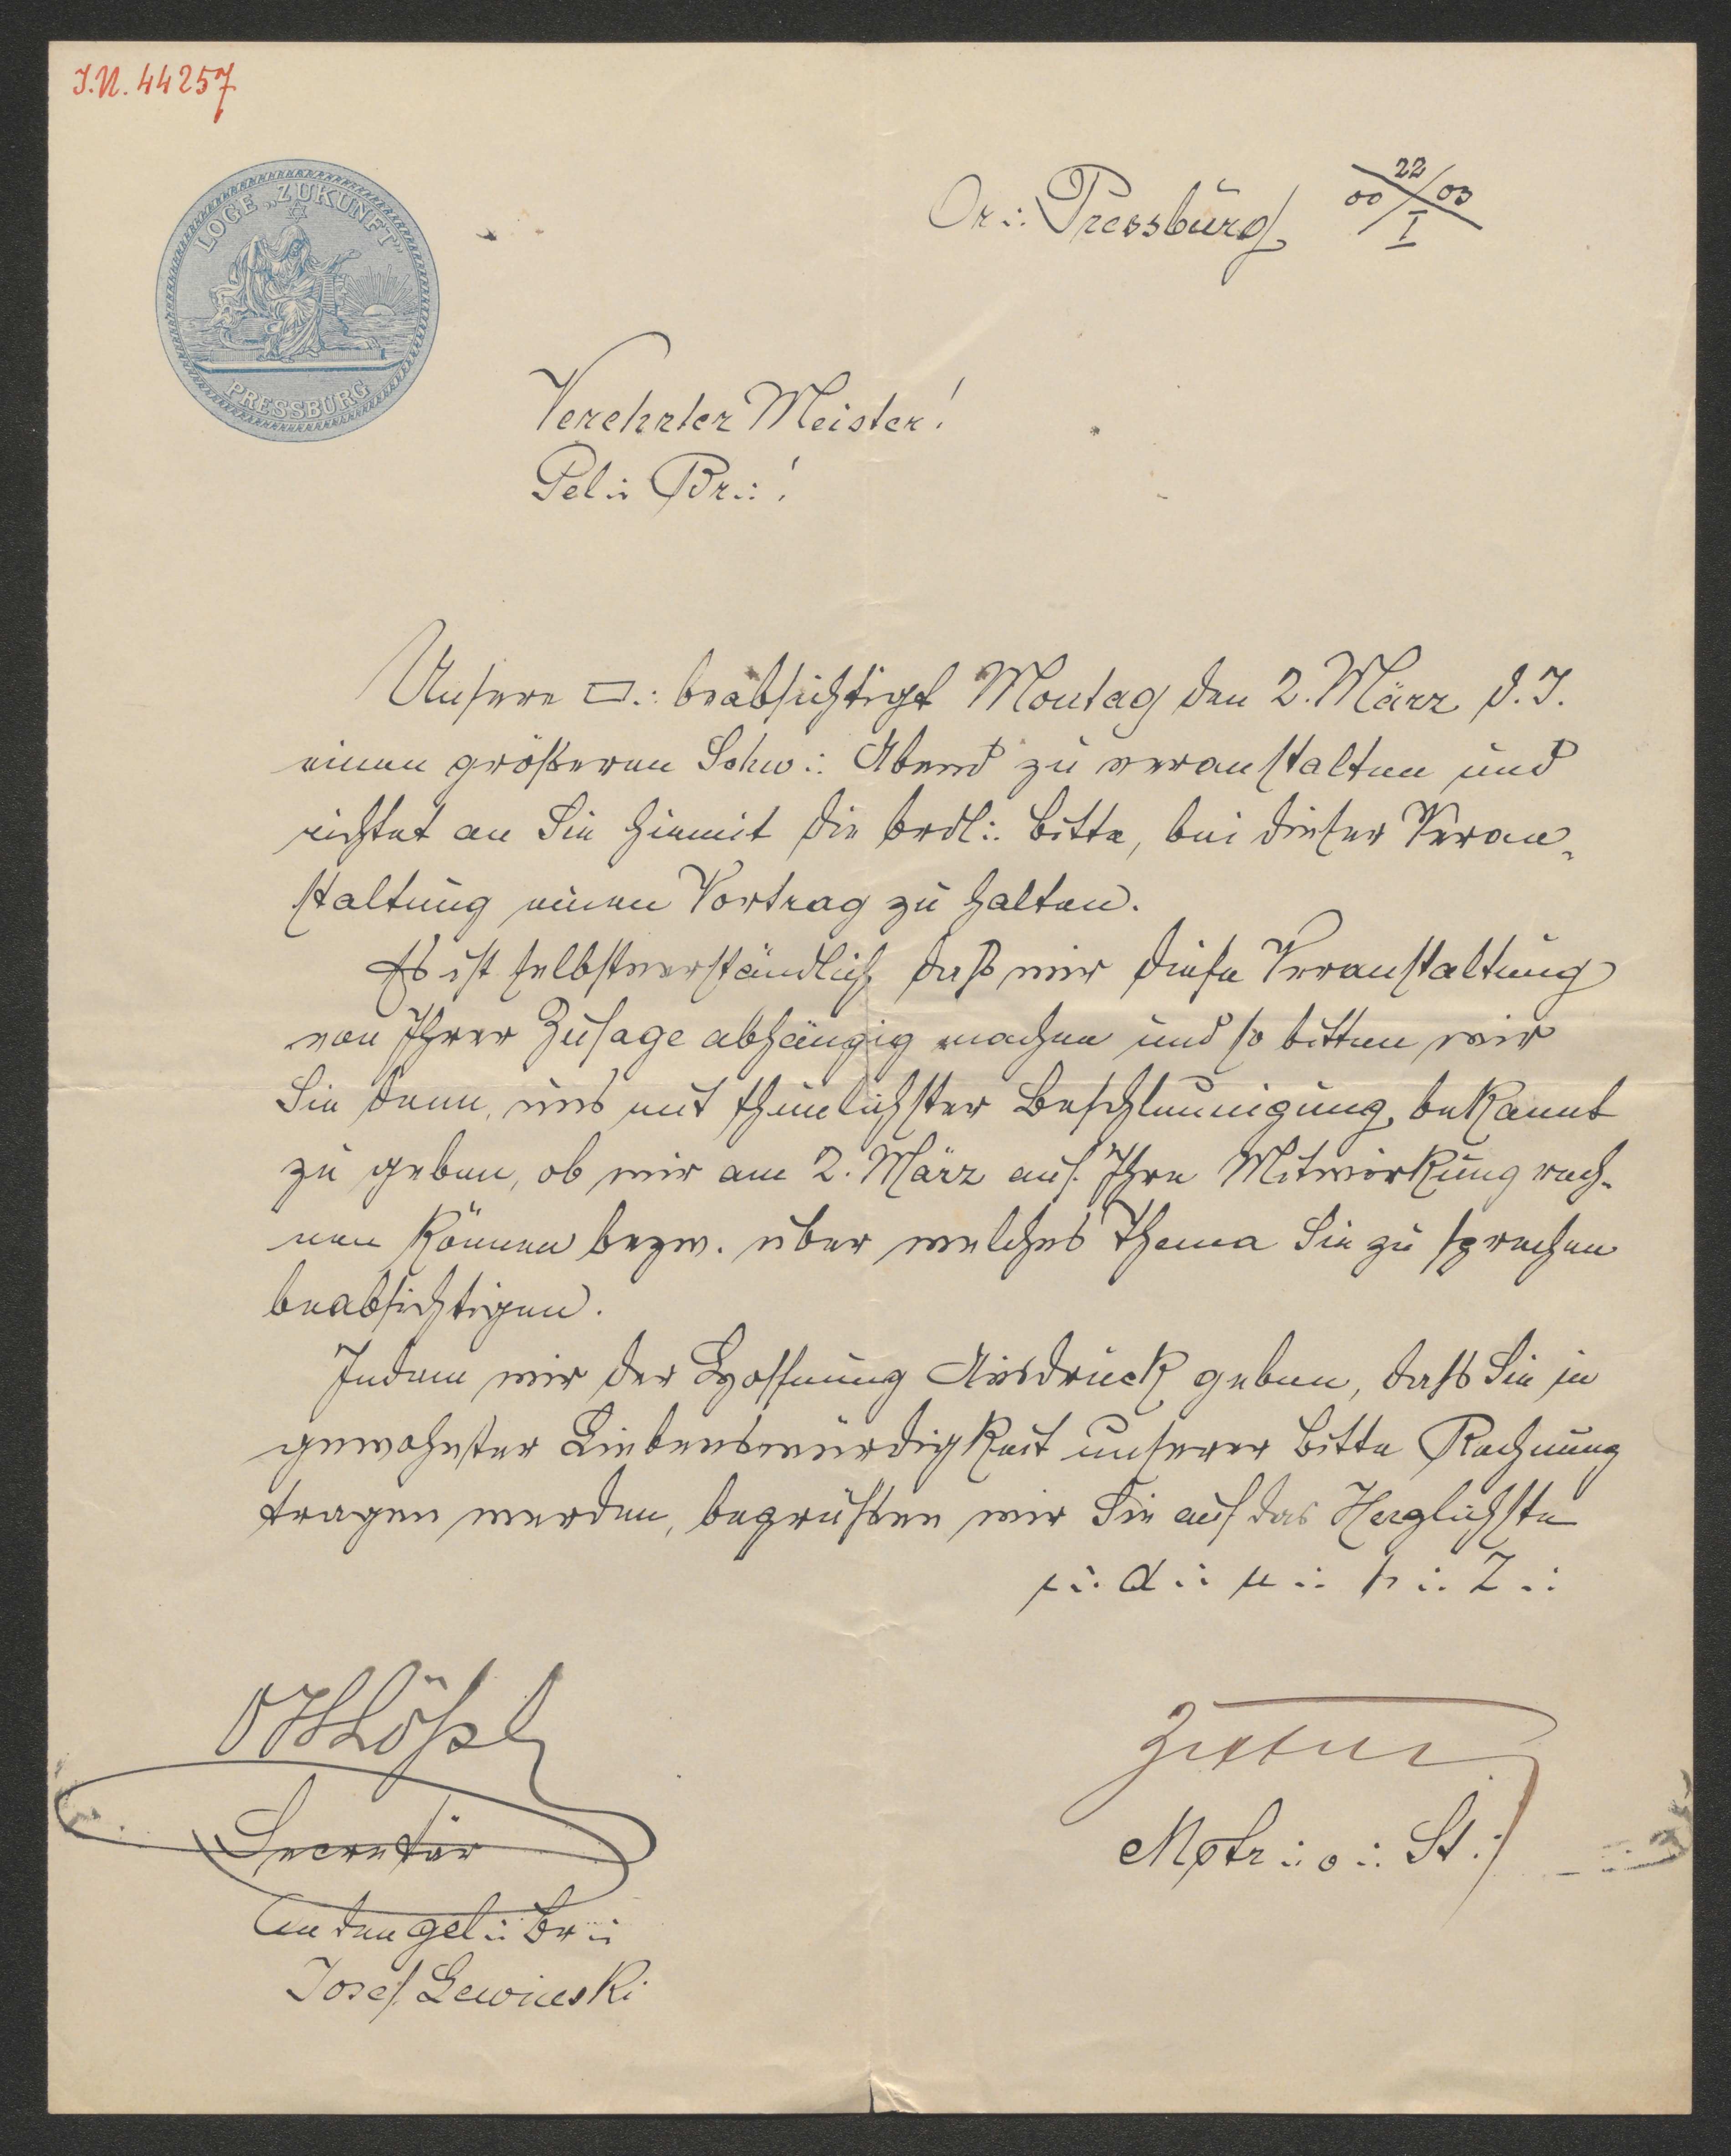 J.N. 44257
LOGE „ZUKUNFT"
PRESSBURG
Or∴ Pressburg 22/I 03
Verehrter Meister!
Gel∴ Br∴!
Unsere □∴ beabsichtigt Montag den 2. März d. J.
einen größeren Schw∴ Abend zu veranstalten und
richtet an Sie hiemit die brdl∴ Bitte, bei dieser Veran-
staltung einen Vortrag zu halten.
Es ist selbstverständlich daß wir diese Veranstaltung
von Ihrer Zusage abhängig machen und so bitten wir
Sie denn, uns mit thunlichster Beschleunigung bekannt
zu geben, ob wir am 2. März auf Ihre Mitwirkung rech-
nen können bezw. über welches Thema Sie zu sprechen
beabsichtigen.
Indem wir der Hoffnung Ausdruck geben, daß Sie in
gewohnter Liebenswürdigkeit unserer Bitte Rechnung
tragen werden, begrüßen wir Sie auf das Herzlichste
i∴ d∴ u∴ h∴ Z∴
Secretär
Mstr∴ v∴ St∴
An den gel∴ Br∴
Josef Lewinski